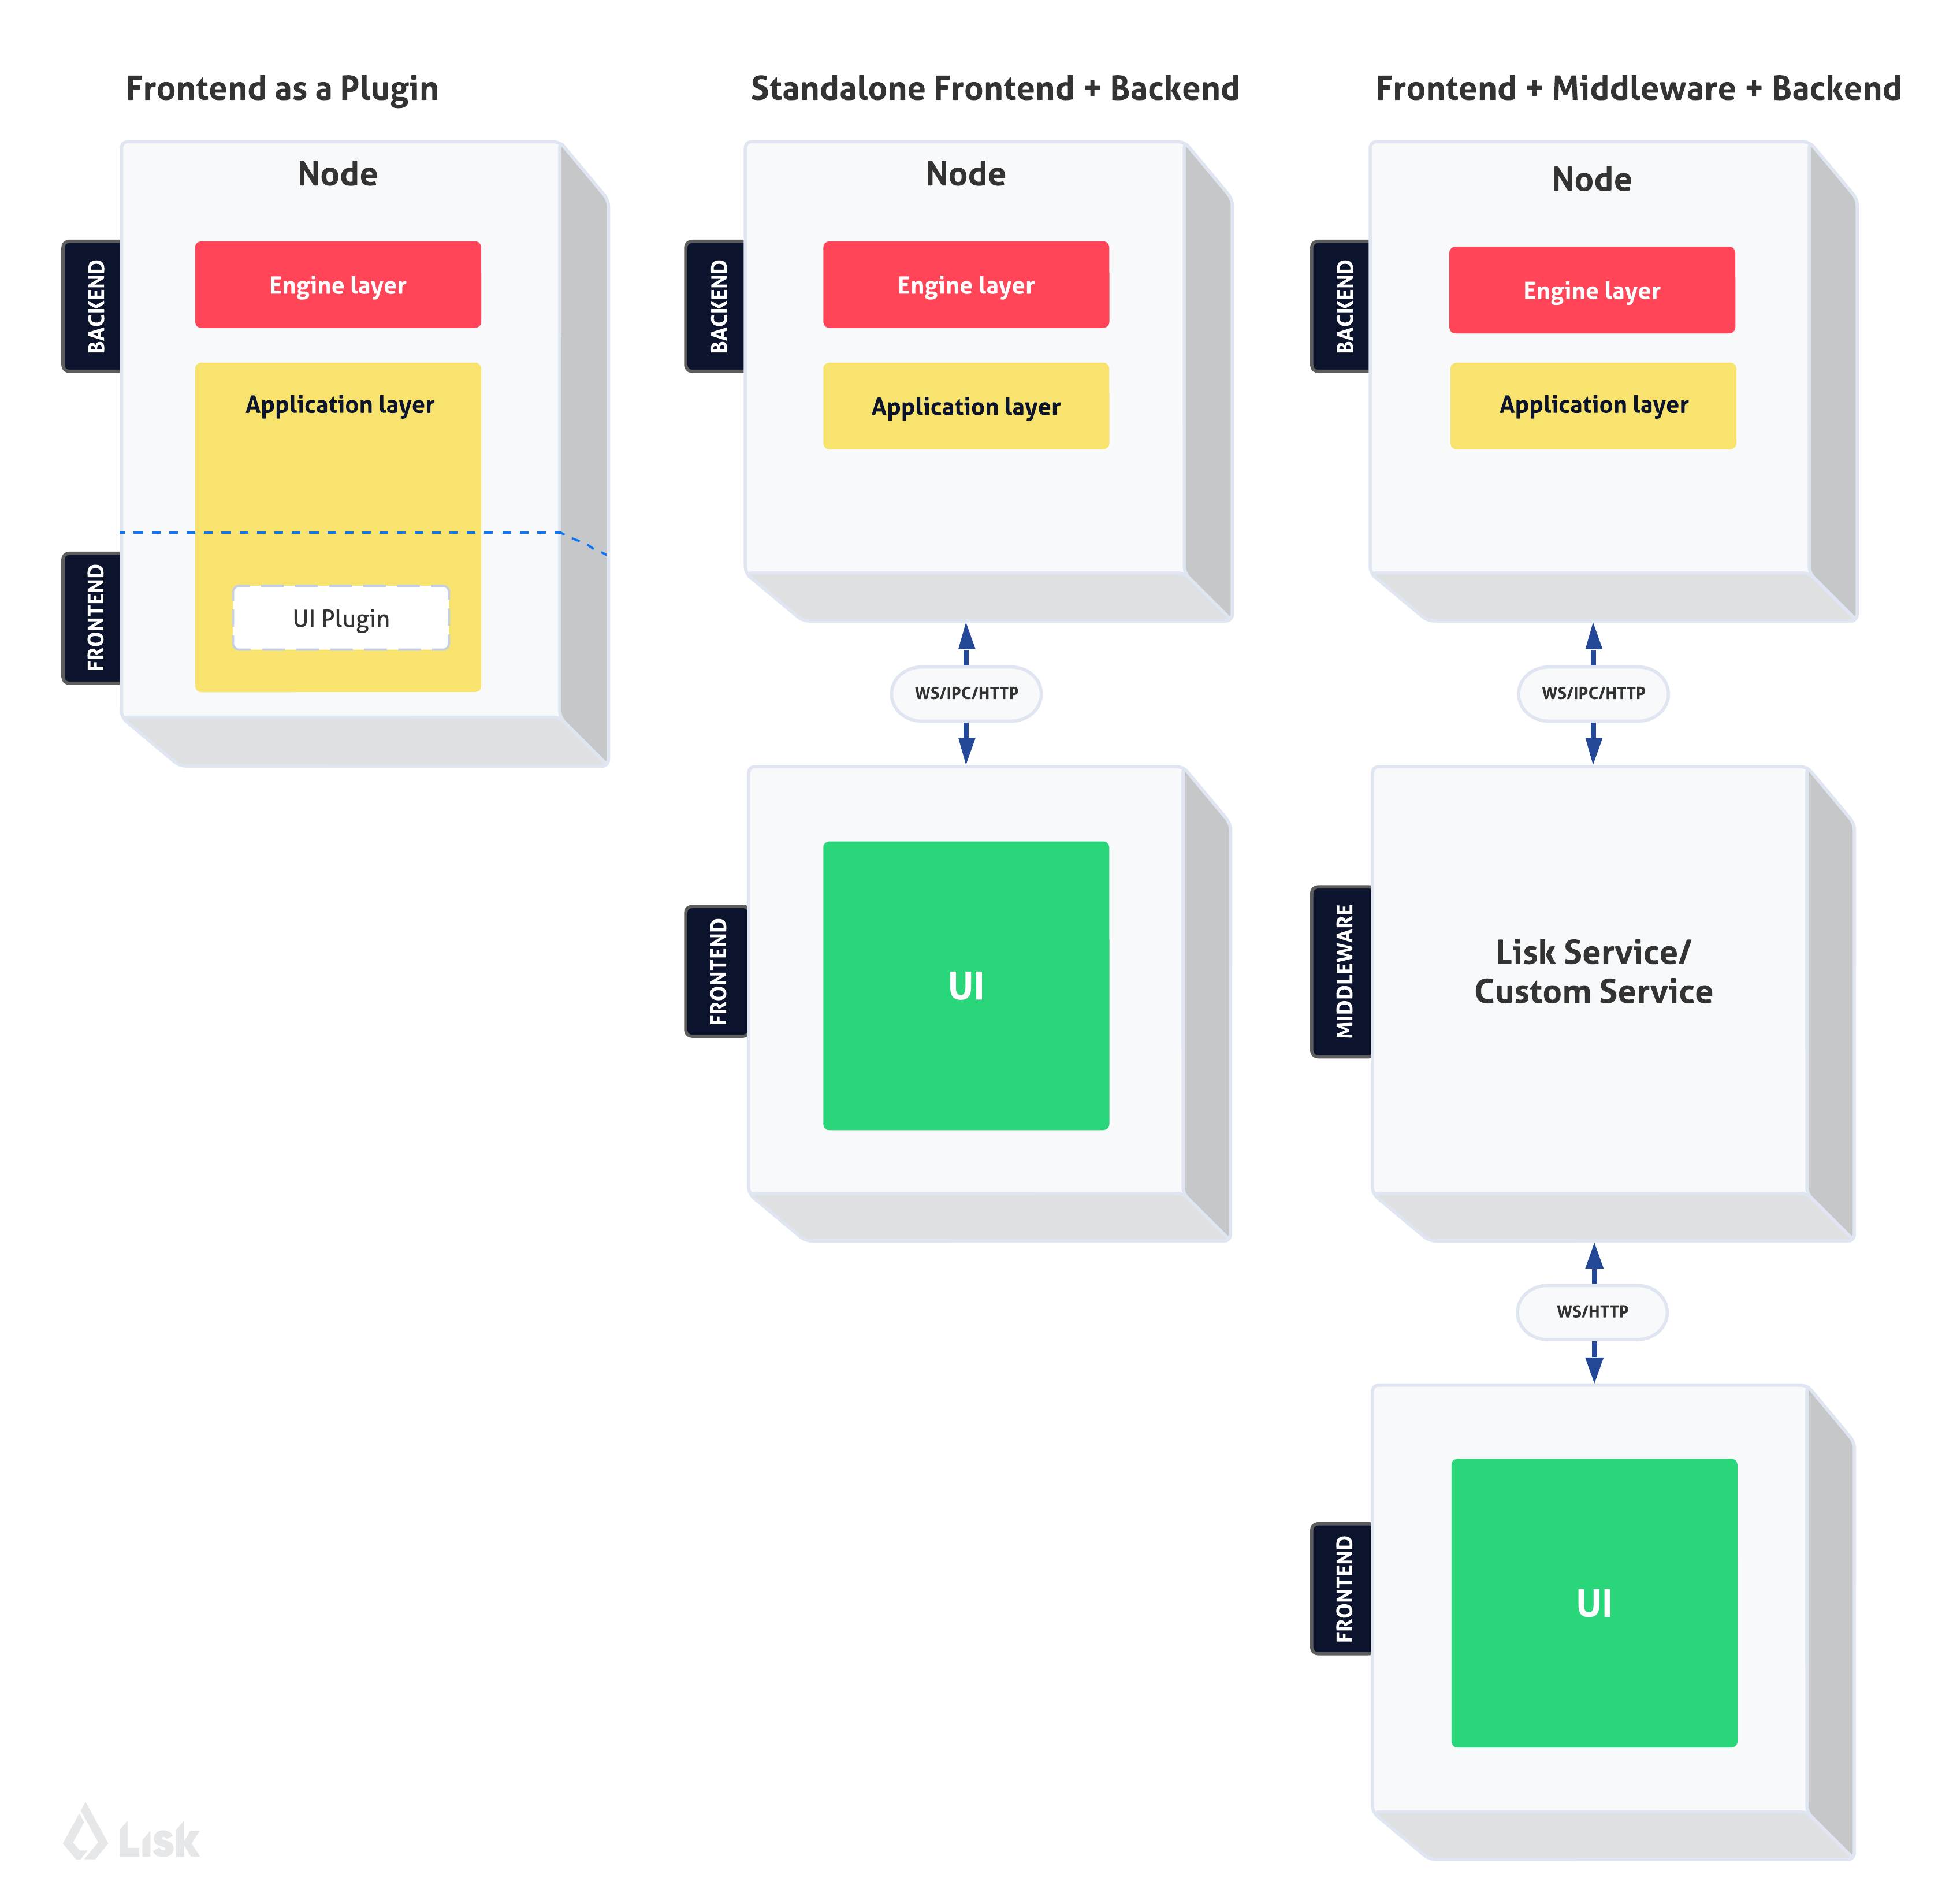 Frontend as a Plugin
Node
BACKEND
Engine layer
Application layer
FRONTEND
UI Plugin
Standalone Frontend + Backend
Node
BACKEND
Engine layer
Application layer
WS/IPC/HTTP
FRONTEND
UI
Frontend + Middleware + Backend
Node
BACKEND
Engine layer
Application layer
WS/IPC/HTTP
MIDDLEWARE
Lisk Service/
Custom Service
WS/HTTP
FRONTEND
UI
Lisk